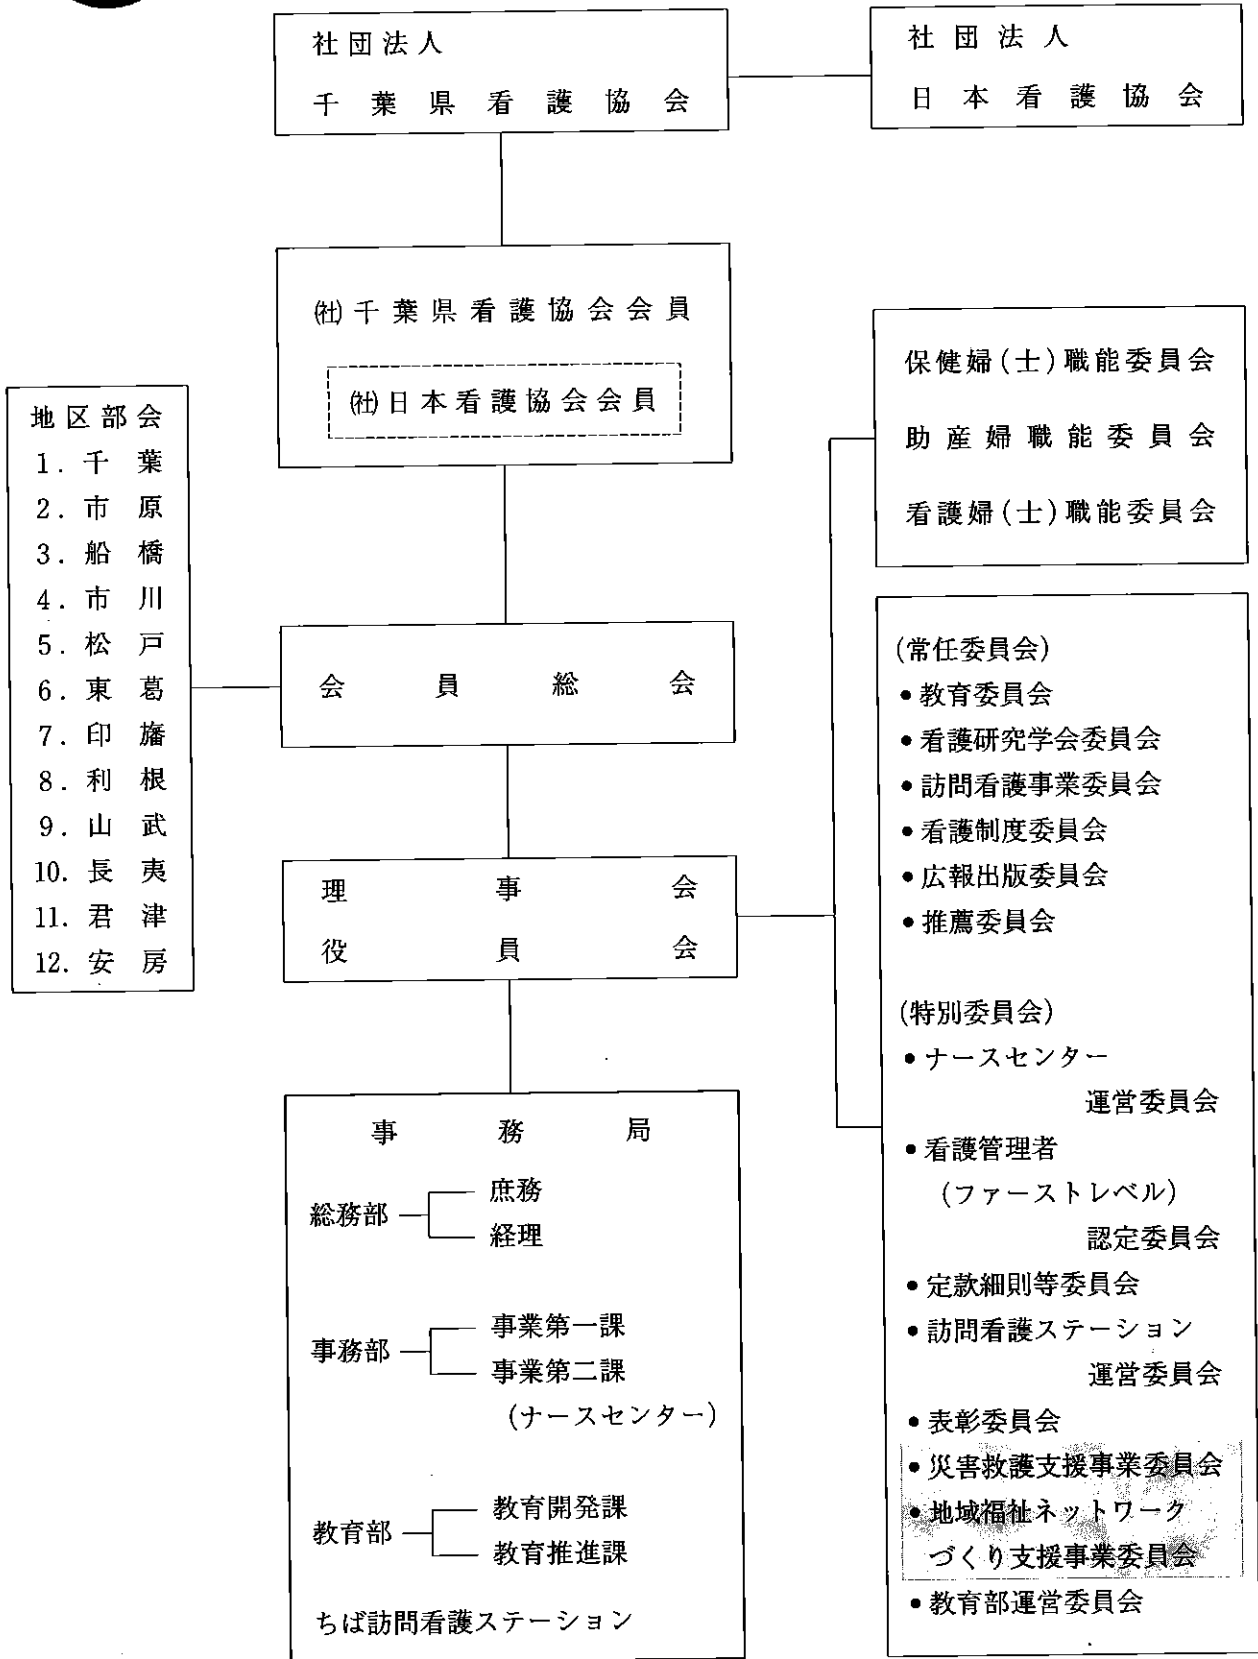 社団法人
千葉県看護協会
社団法人
日本看護協会
㈳千葉県看護協会会員
㈳日本看護協会会員
地区部会
1. 千葉
2. 市原
3. 船橋
4. 市川
5. 松戸
6. 東葛
7. 印旛
8. 利根
9. 山武
10. 長夷
11. 君津
12. 安房
会員総会
理事会
役員会
保健婦(士)職能委員会
助産婦職能委員会
看護婦(士)職能委員会
(常任委員会)
●教育委員会
●看護研究学会委員会
●訪問看護事業委員会
●看護制度委員会
●広報出版委員会
●推薦委員会
(特別委員会)
●ナースセンター
運営委員会
●看護管理者
(ファーストレベル)
認定委員会
●定款細則等委員会
●訪問看護ステーション
運営委員会
●表彰委員会
●災害救護支援事業委員会
●地域福祉ネットワーク
づくり支援事業委員会
●教育部運営委員会
事務局
総務部
庶務
経理
事務部
事業第一課
事業第二課
(ナースセンター)
教育部
教育開発課
教育推進課
ちば訪問看護ステーション